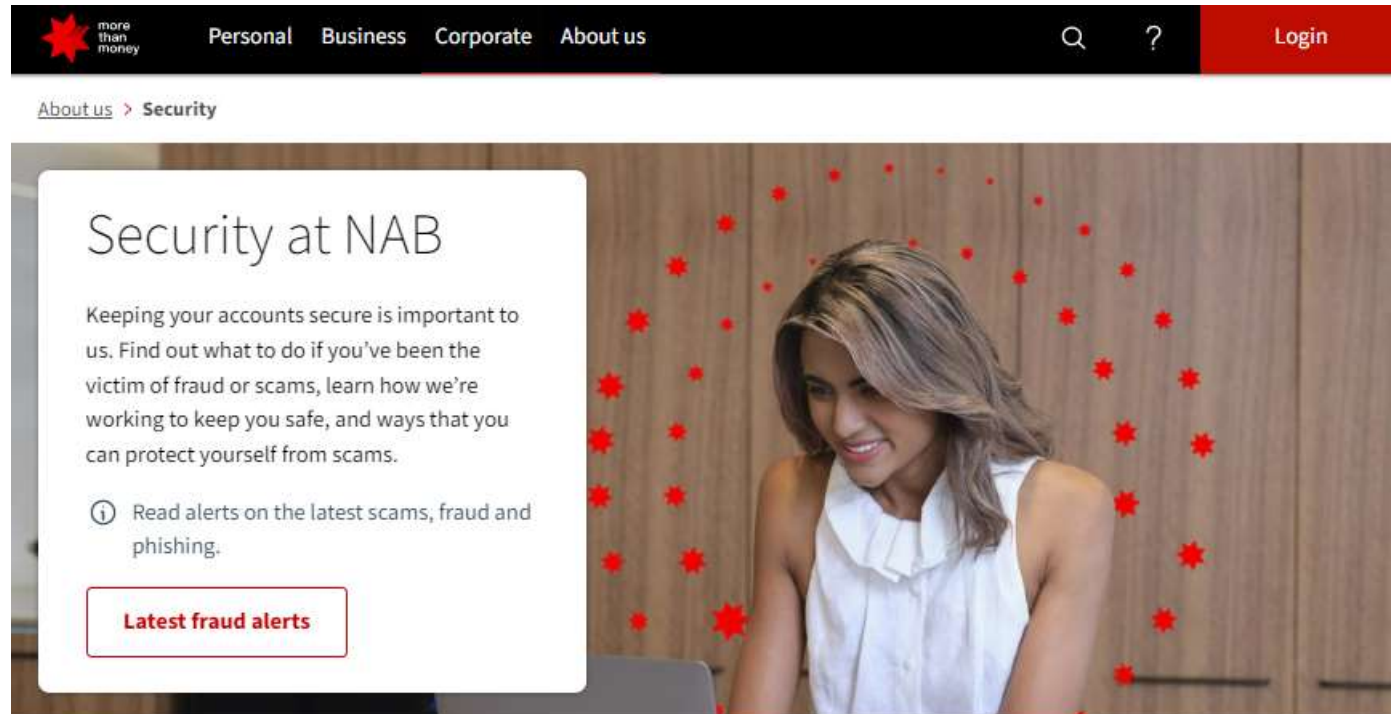 more
than
money
Personal Business Corporate About us
? Login
About us > Security
Security at NAB
Keeping your accounts secure is important to
us. Find out what to do if you've been the
victim of fraud or scams, learn how we're
working to keep you safe, and ways that you
can protect yourself from scams.
Read alerts on the latest scams, fraud and
phishing.
Latest fraud alerts